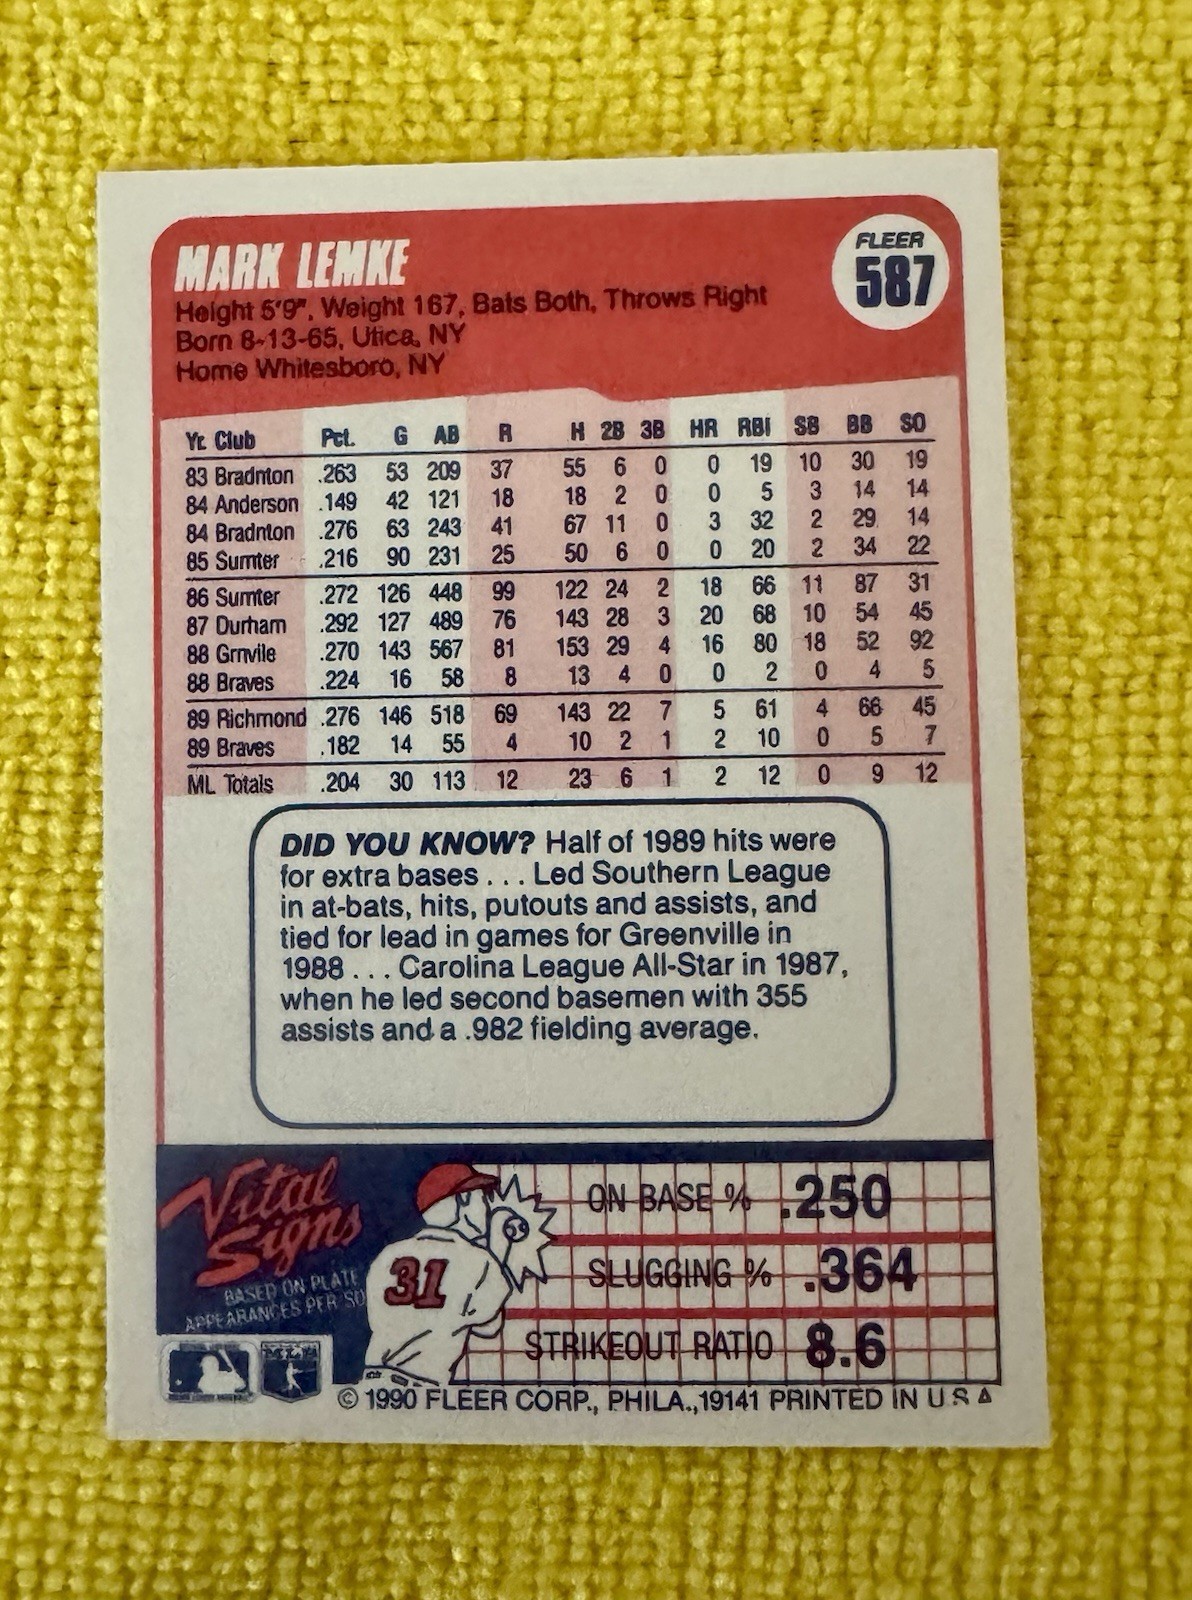 MARK LEMKE
FLEER
587
Height 5'9", Weight 167, Bats Both, Throws Right
Born 8-13-65, Utica, NY
Home Whitesboro, NY
Yr. Club Pct. G AB R H 2B 3B HR RBI SB BB SO
83 Bradnton .263 53 209 37 55 6 0 0 19 10 30 19
84 Anderson .149 42 121 18 18 2 0 0 5 3 14 14
84 Bradnton .276 63 243 41 67 11 0 3 32 2 29 14
85 Sumter .216 90 231 25 50 6 0 0 20 2 34 22
86 Sumter .272 126 448 99 122 24 2 18 66 11 87 31
87 Durham .292 127 489 76 143 28 3 20 68 10 54 45
88 Grnvile .270 143 567 81 153 29 4 16 80 18 52 92
88 Braves .224 16 58 8 13 4 0 0 2 0 4 5
89 Richmond .276 146 518 69 143 22 7 5 61 4 66 45
89 Braves .182 14 55 4 10 2 1 2 10 0 5 7
ML Totals .204 30 113 12 23 6 1 2 12 0 9 12
DID YOU KNOW? Half of 1989 hits were
for extra bases . . . Led Southern League
in at-bats, hits, putouts and assists, and
tied for lead in games for Greenville in
1988 . . . Carolina League All-Star in 1987,
when he led second basemen with 355
assists and a .982 fielding average.
Vital
Signs
BASED ON PLATE
APPEARANCES PER SO
31
ON BASE % .250
SLUGGING % .364
STRIKEOUT RATIO 8.6
© 1990 FLEER CORP., PHILA.,19141 PRINTED IN U S A